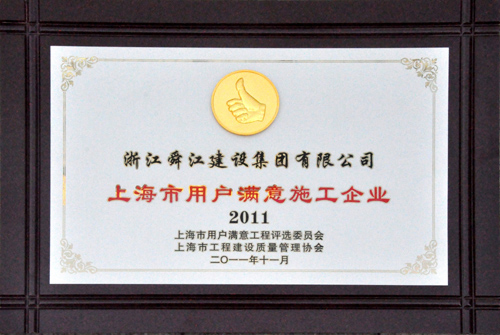 浙江舜江建设集团有限公司
上海市用户满意施工企业
2011
上海市用户满意工程评选委员会
上海市工程建设质量管理协会
二〇一一年十一月